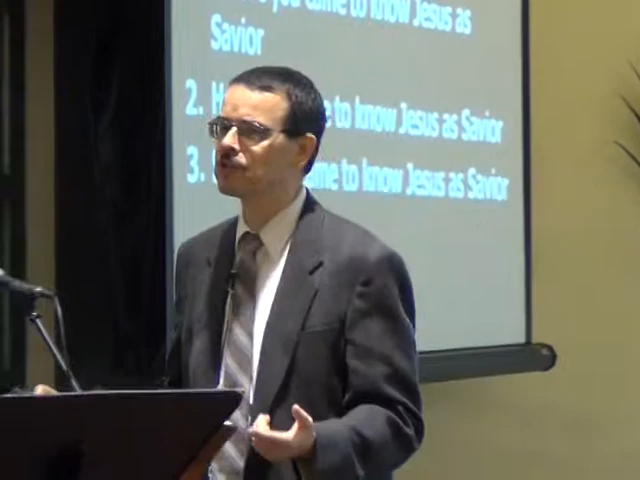 you came to know Jesus as
Savior
2. H e to know Jesus as Savior
3. ame to know Jesus as Savior